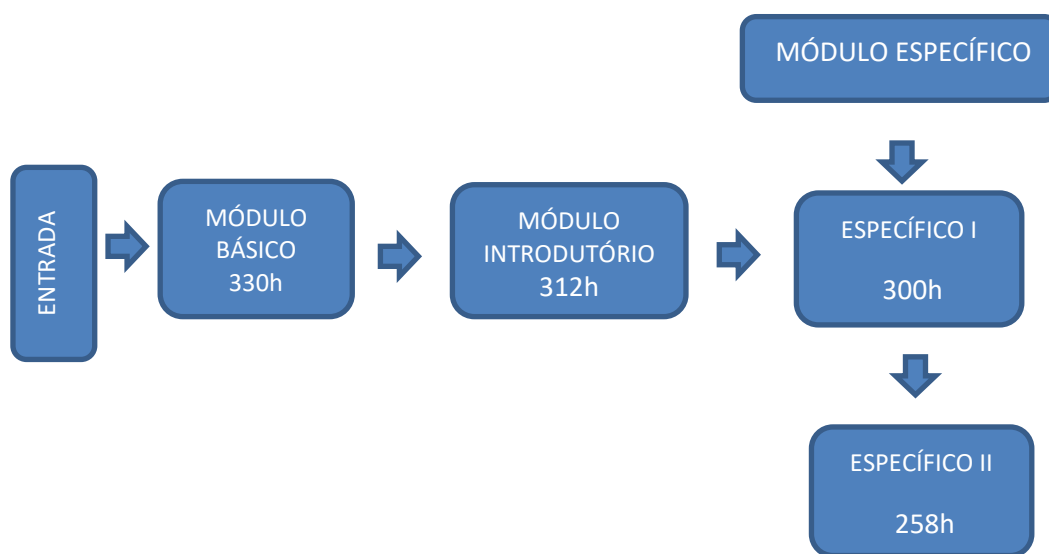 MÓDULO ESPECÍFICO
ENTRADA
MÓDULO
BÁSICO
330h
MÓDULO
INTRODUTÓRIO
312h
ESPECÍFICO I
300h
ESPECÍFICO II
258h